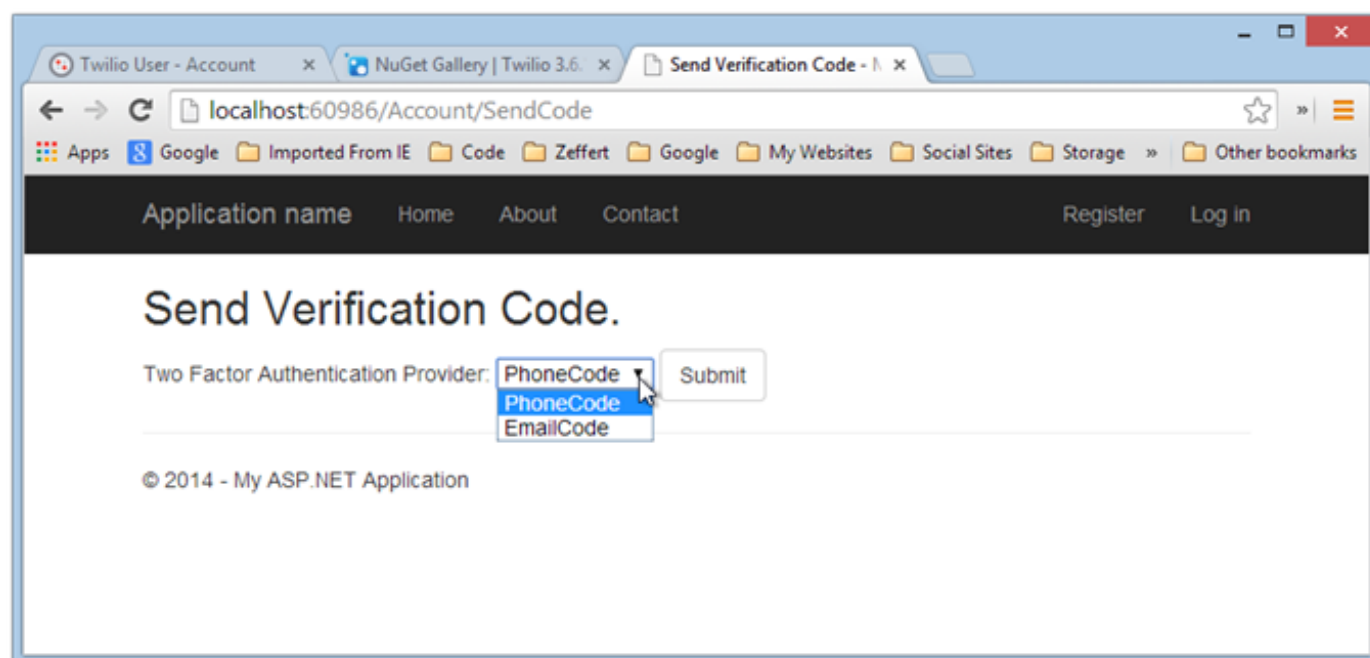 Twilio User - Account
NuGet Gallery | Twilio 3.6.
Send Verification Code -
localhost:60986/Account/SendCode
Apps Google Imported From IE Code Zeffert Google My Websites Social Sites Storage » Other bookmarks
Application name Home About Contact Register Log in
Send Verification Code.
Two Factor Authentication Provider: PhoneCode Submit
PhoneCode
EmailCode
© 2014 - My ASP.NET Application